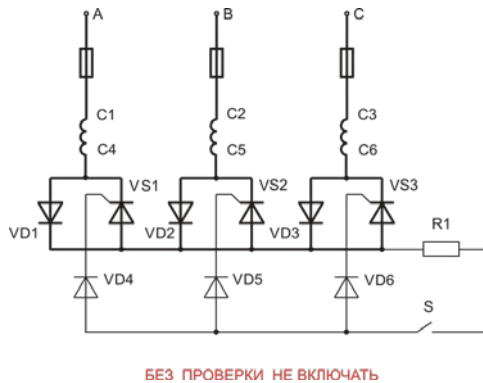 A B C
C1 C2 C3
C4 C5 C6
VS1 VS2 VS3
VD1 VD2 VD3 R1
VD4 VD5 VD6 S
БЕЗ ПРОВЕРКИ НЕ ВКЛЮЧАТЬ